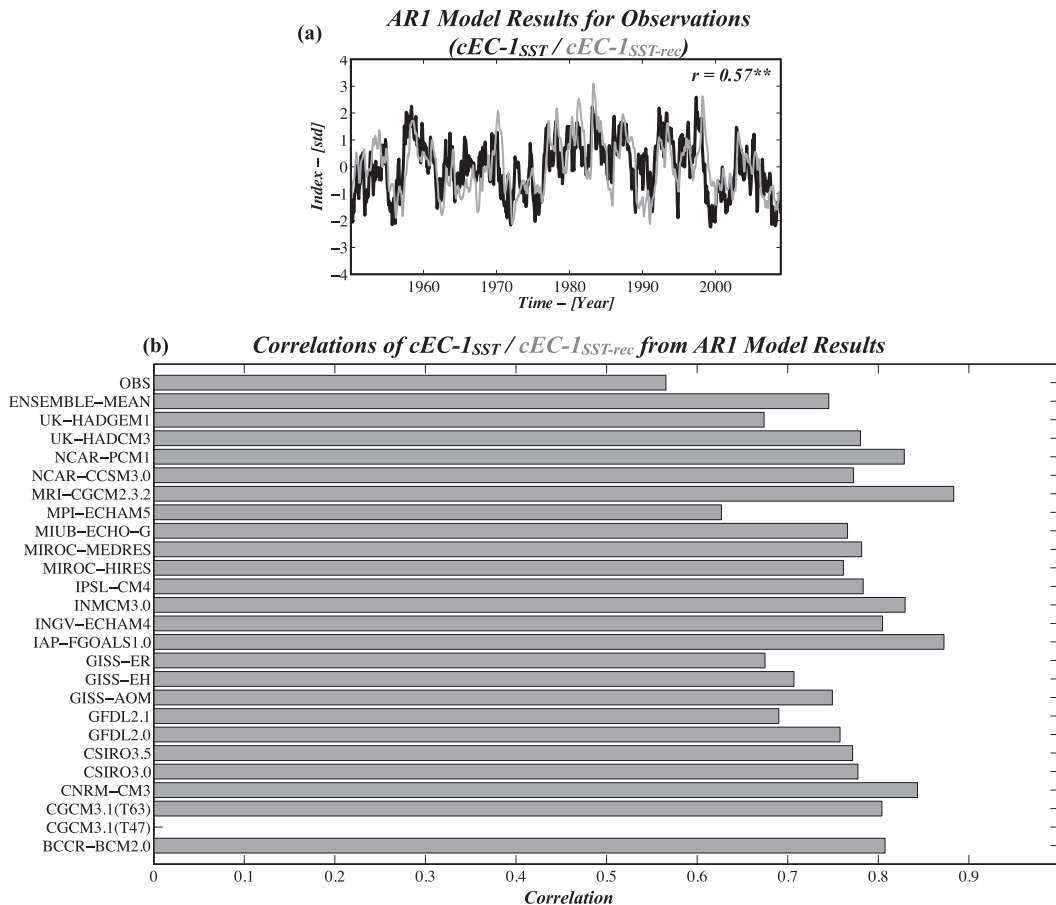 AR1 Model Results for Observations
(a)
(cEC-1SST / cEC-1SST-rec)
r = 0.57**
4
3
2
1
0
−1
−2
−3
−4
Index − [std]
1960 1970 1980 1990 2000
Time − [Year]
(b) Correlations of cEC-1SST / cEC-1SST-rec from AR1 Model Results
OBS
ENSEMBLE−MEAN
UK−HADGEM1
UK−HADCM3
NCAR−PCM1
NCAR−CCSM3.0
MRI−CGCM2.3.2
MPI−ECHAM5
MIUB−ECHO−G
MIROC−MEDRES
MIROC−HIRES
IPSL−CM4
INMCM3.0
INGV−ECHAM4
IAP−FGOALS1.0
GISS−ER
GISS−EH
GISS−AOM
GFDL2.1
GFDL2.0
CSIRO3.5
CSIRO3.0
CNRM−CM3
CGCM3.1(T63)
CGCM3.1(T47)
BCCR−BCM2.0
0 0.1 0.2 0.3 0.4 0.5 0.6 0.7 0.8 0.9
Correlation